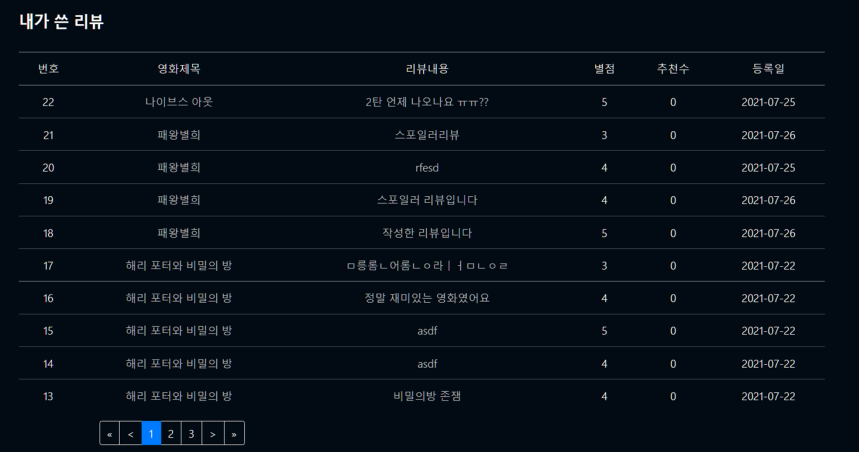 내가 쓴 리뷰
번호 영화제목 리뷰내용 별점 추천수 등록일
22 나이브스 아웃 2탄 언제 나오나요 ㅠㅠ?? 5 0 2021-07-25
21 패왕별희 스포일러리뷰 3 0 2021-07-26
20 패왕별희 rfesd 4 0 2021-07-25
19 패왕별희 스포일러 리뷰입니다 4 0 2021-07-26
18 패왕별희 작성한 리뷰입니다 5 0 2021-07-26
17 해리 포터와 비밀의 방 3 0 2021-07-22
16 해리 포터와 비밀의 방 정말 재미있는 영화였어요 4 0 2021-07-22
15 해리 포터와 비밀의 방 asdf 5 0 2021-07-22
14 해리 포터와 비밀의 방 asdf 4 0 2021-07-22
13 해리 포터와 비밀의 방 비밀의방 존잼 4 0 2021-07-22
« < 1 2 3 > »